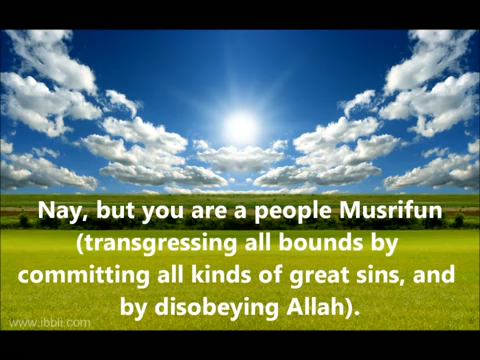 Nay, but you are a people Musrifun
(transgressing all bounds by
committing all kinds of great sins, and
by disobeying Allah).
www.ibbli.com